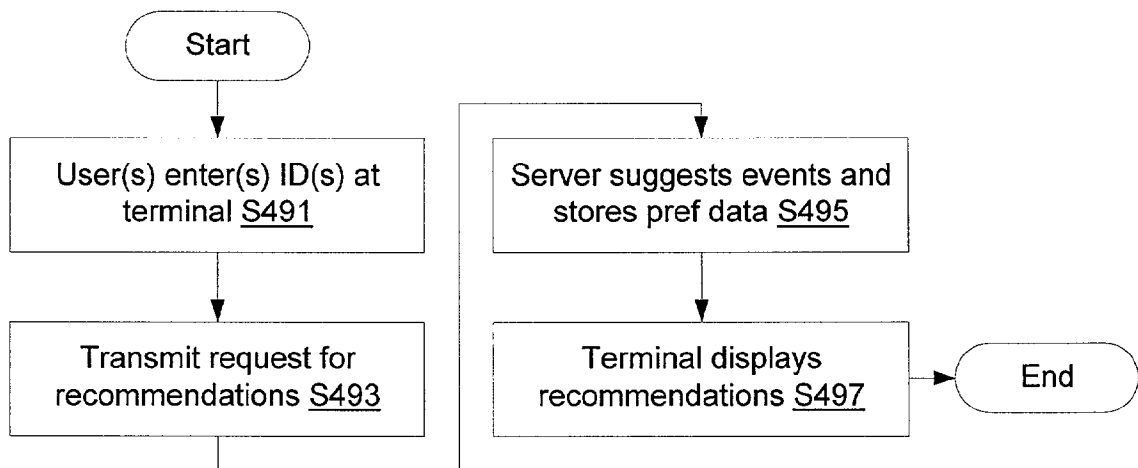 Start
User(s) enter(s) ID(s) at
terminal S491
Transmit request for
recommendations S493
Server suggests events and
stores pref data S495
Terminal displays
recommendations S497
End